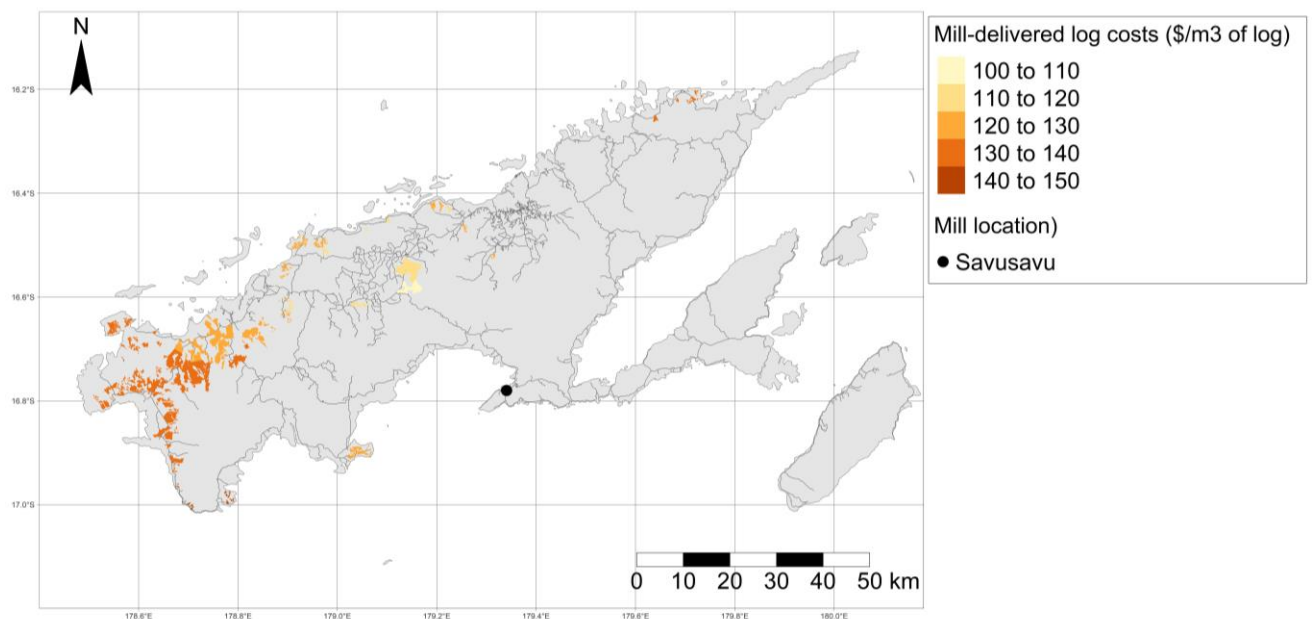 N
Mill-delivered log costs ($/m3 of log)
100 to 110
110 to 120
120 to 130
130 to 140
140 to 150
Mill location)
Savusavu
16.2°S
16.4°S
16.6°S
16.8°S
17.0°S
0 10 20 30 40 50 km
178.6°E 178.8°E 179.0°E 179.2°E 179.4°E 179.6°E 179.8°E 180.0°E